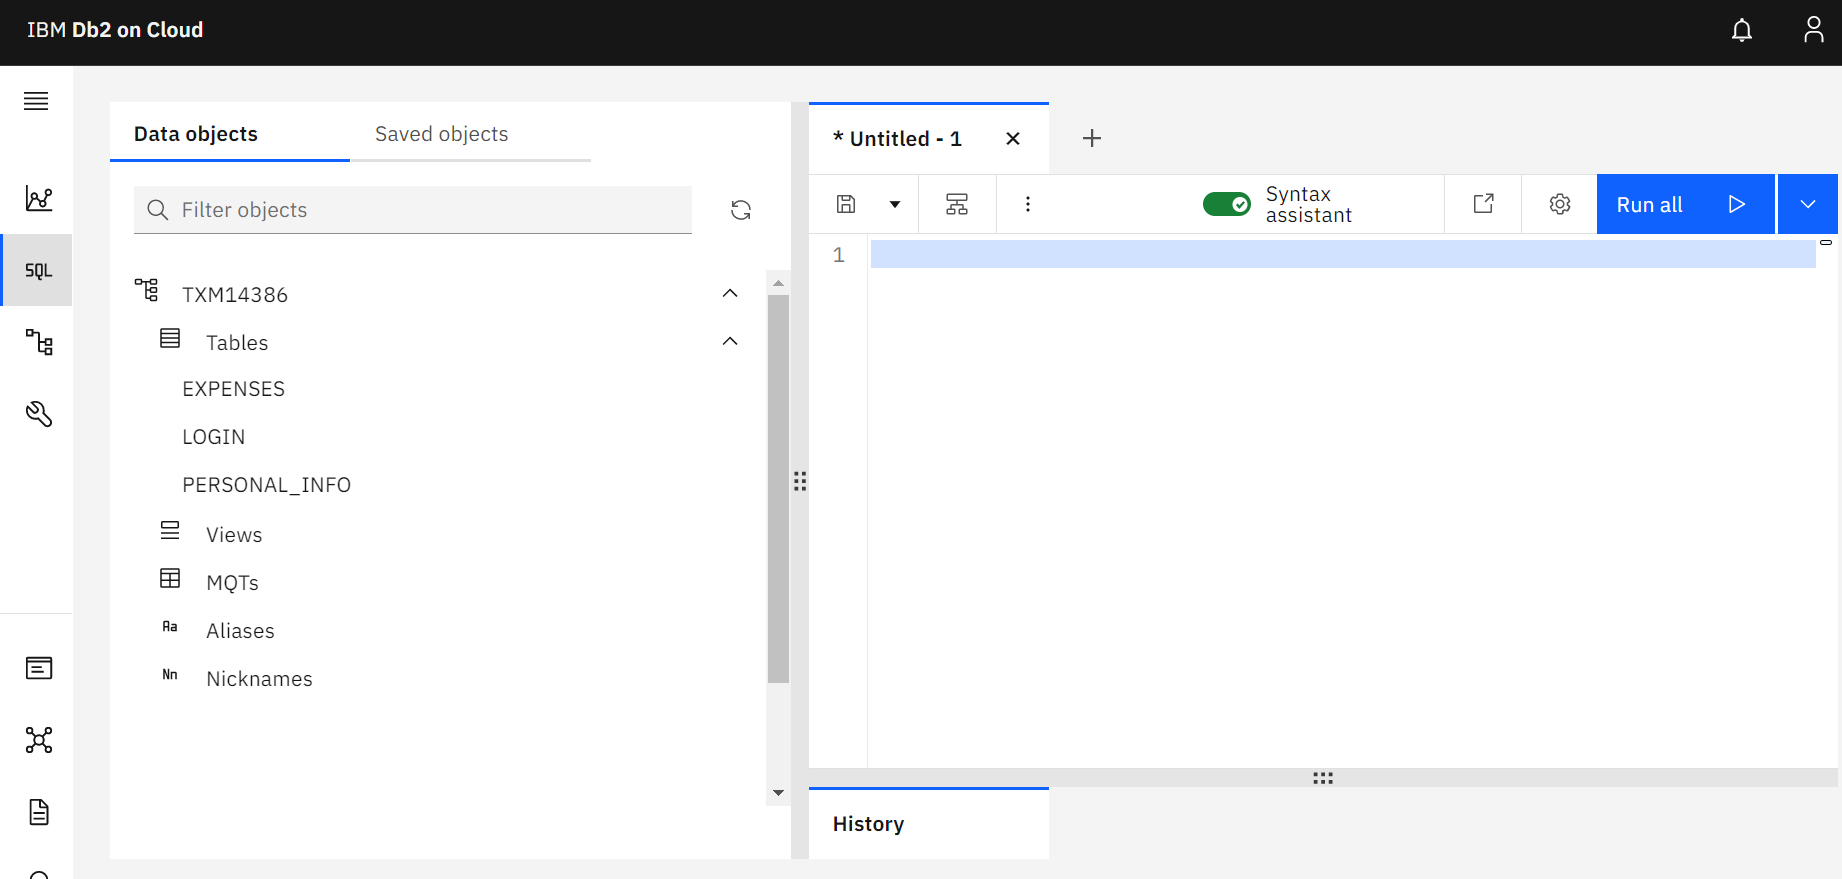 IBM Db2 on Cloud
Data objects
Saved objects
Filter objects
SQL
TXM14386
Tables
EXPENSES
LOGIN
PERSONAL_INFO
Views
MQTs
Aa
Aliases
Nn
Nicknames
* Untitled - 1
Syntax
assistant
Run all
1
History